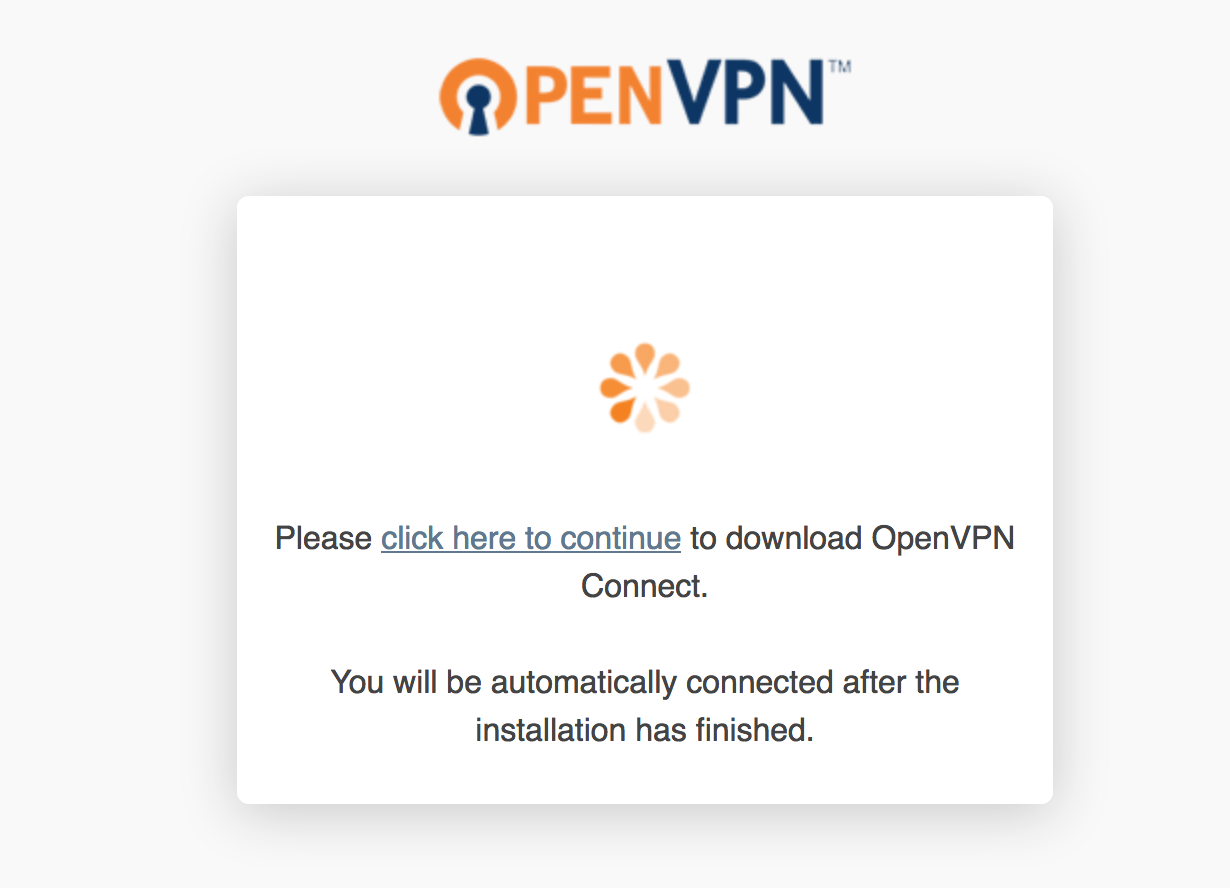 OPENVPN™
Please click here to continue to download OpenVPN
Connect.
You will be automatically connected after the
installation has finished.